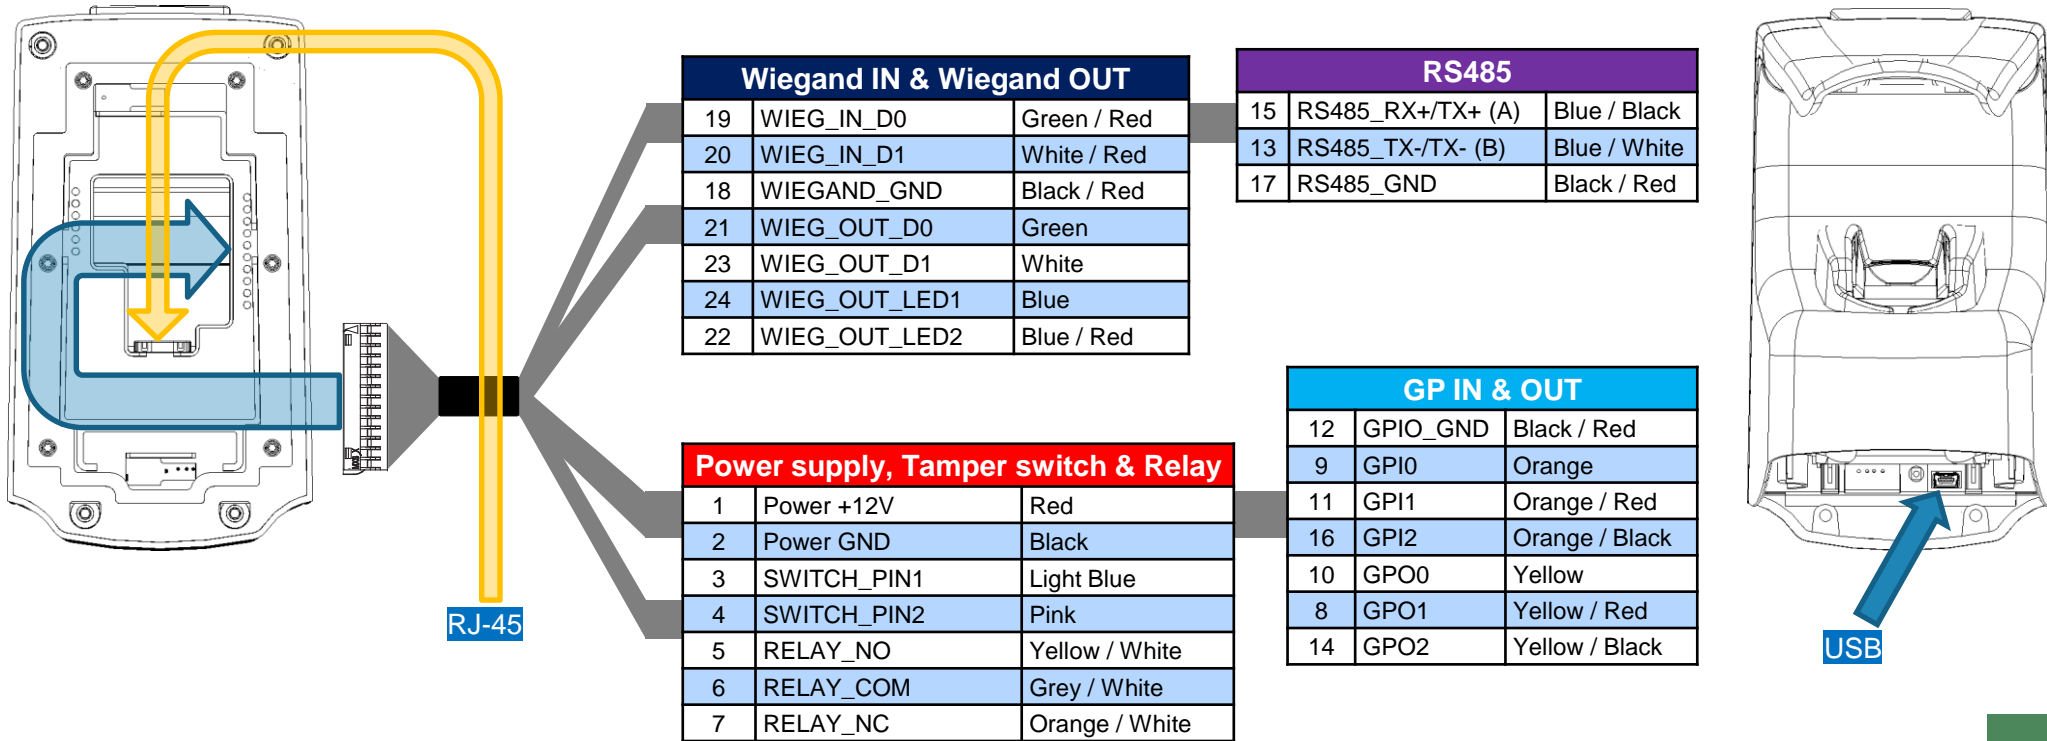 Wiegand IN & Wiegand OUT
19 WIEG_IN_D0 Green / Red
20 WIEG_IN_D1 White / Red
18 WIEGAND_GND Black / Red
21 WIEG_OUT_D0 Green
23 WIEG_OUT_D1 White
24 WIEG_OUT_LED1 Blue
22 WIEG_OUT_LED2 Blue / Red
RS485
15 RS485_RX+/TX+ (A) Blue / Black
13 RS485_TX-/TX- (B) Blue / White
17 RS485_GND Black / Red
Power supply, Tamper switch & Relay
1 Power +12V Red
2 Power GND Black
3 SWITCH_PIN1 Light Blue
4 SWITCH_PIN2 Pink
5 RELAY_NO Yellow / White
6 RELAY_COM Grey / White
7 RELAY_NC Orange / White
GP IN & OUT
12 GPIO_GND Black / Red
9 GPI0 Orange
11 GPI1 Orange / Red
16 GPI2 Orange / Black
10 GPO0 Yellow
8 GPO1 Yellow / Red
14 GPO2 Yellow / Black
RJ-45
USB